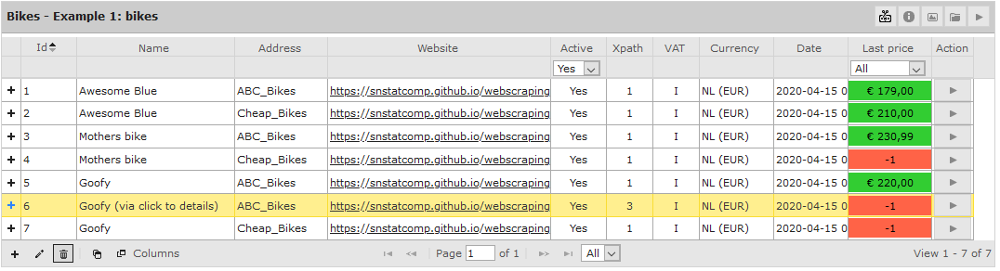 Bikes - Example 1: bikes
Id Name Address Website Active Xpath VAT Currency Date Last price Action
Yes All
1 Awesome Blue ABC_Bikes https://snstatcomp.github.io/webscraping Yes 1 I NL (EUR) 2020-04-15 0 € 179,00
2 Awesome Blue Cheap_Bikes https://snstatcomp.github.io/webscraping Yes 1 I NL (EUR) 2020-04-15 0 € 210,00
3 Mothers bike ABC_Bikes https://snstatcomp.github.io/webscraping Yes 1 I NL (EUR) 2020-04-15 0 € 230,99
4 Mothers bike Cheap_Bikes https://snstatcomp.github.io/webscraping Yes 1 I NL (EUR) 2020-04-15 0 -1
5 Goofy ABC_Bikes https://snstatcomp.github.io/webscraping Yes 1 I NL (EUR) 2020-04-15 0 € 220,00
6 Goofy (via click to details) ABC_Bikes https://snstatcomp.github.io/webscraping Yes 3 I NL (EUR) 2020-04-15 0 -1
7 Goofy Cheap_Bikes https://snstatcomp.github.io/webscraping Yes 1 I NL (EUR) 2020-04-15 0 -1
Columns Page 1 of 1 All View 1 - 7 of 7